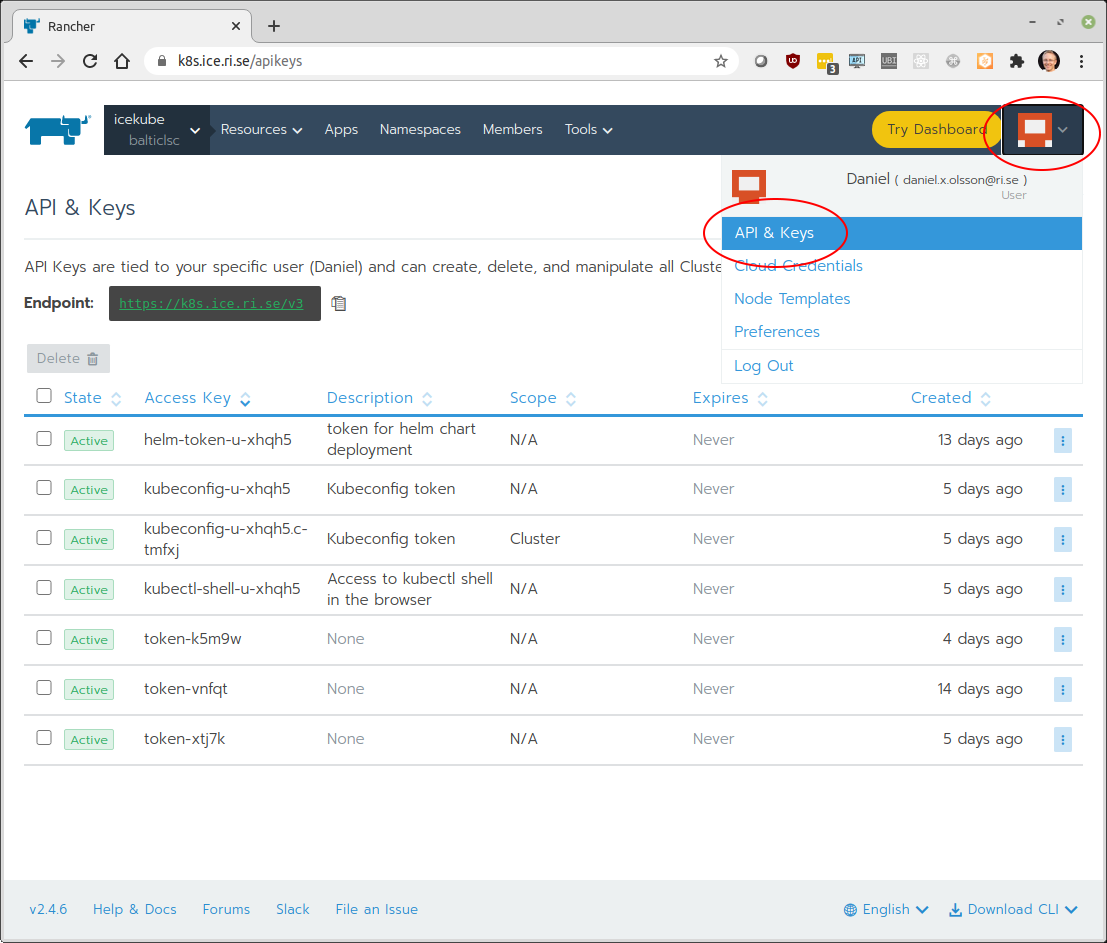 Rancher
k8s.ice.ri.se/apikeys
3
API
UBI
icekube
balticlsc
Resources
Apps
Namespaces
Members
Tools
Try Dashboard
Daniel ( daniel.x.olsson@ri.se )
User
API & Keys
Cloud Credentials
Node Templates
Preferences
Log Out
API & Keys
API Keys are tied to your specific user (Daniel) and can create, delete, and manipulate all
Endpoint: https://k8s.ice.ri.se/v3
Delete
State Access Key Description Scope Expires Created
Active helm-token-u-xhqh5 token for helm chart deployment N/A Never 13 days ago
Active kubeconfig-u-xhqh5 Kubeconfig token N/A Never 5 days ago
Active kubeconfig-u-xhqh5.c-tmfxj Kubeconfig token Cluster Never 5 days ago
Active kubectl-shell-u-xhqh5 Access to kubectl shell in the browser N/A Never 5 days ago
Active token-k5m9w None N/A Never 4 days ago
Active token-vnfqt None N/A Never 14 days ago
Active token-xtj7k None N/A Never 5 days ago
v2.4.6 Help & Docs Forums Slack File an Issue English Download CLI